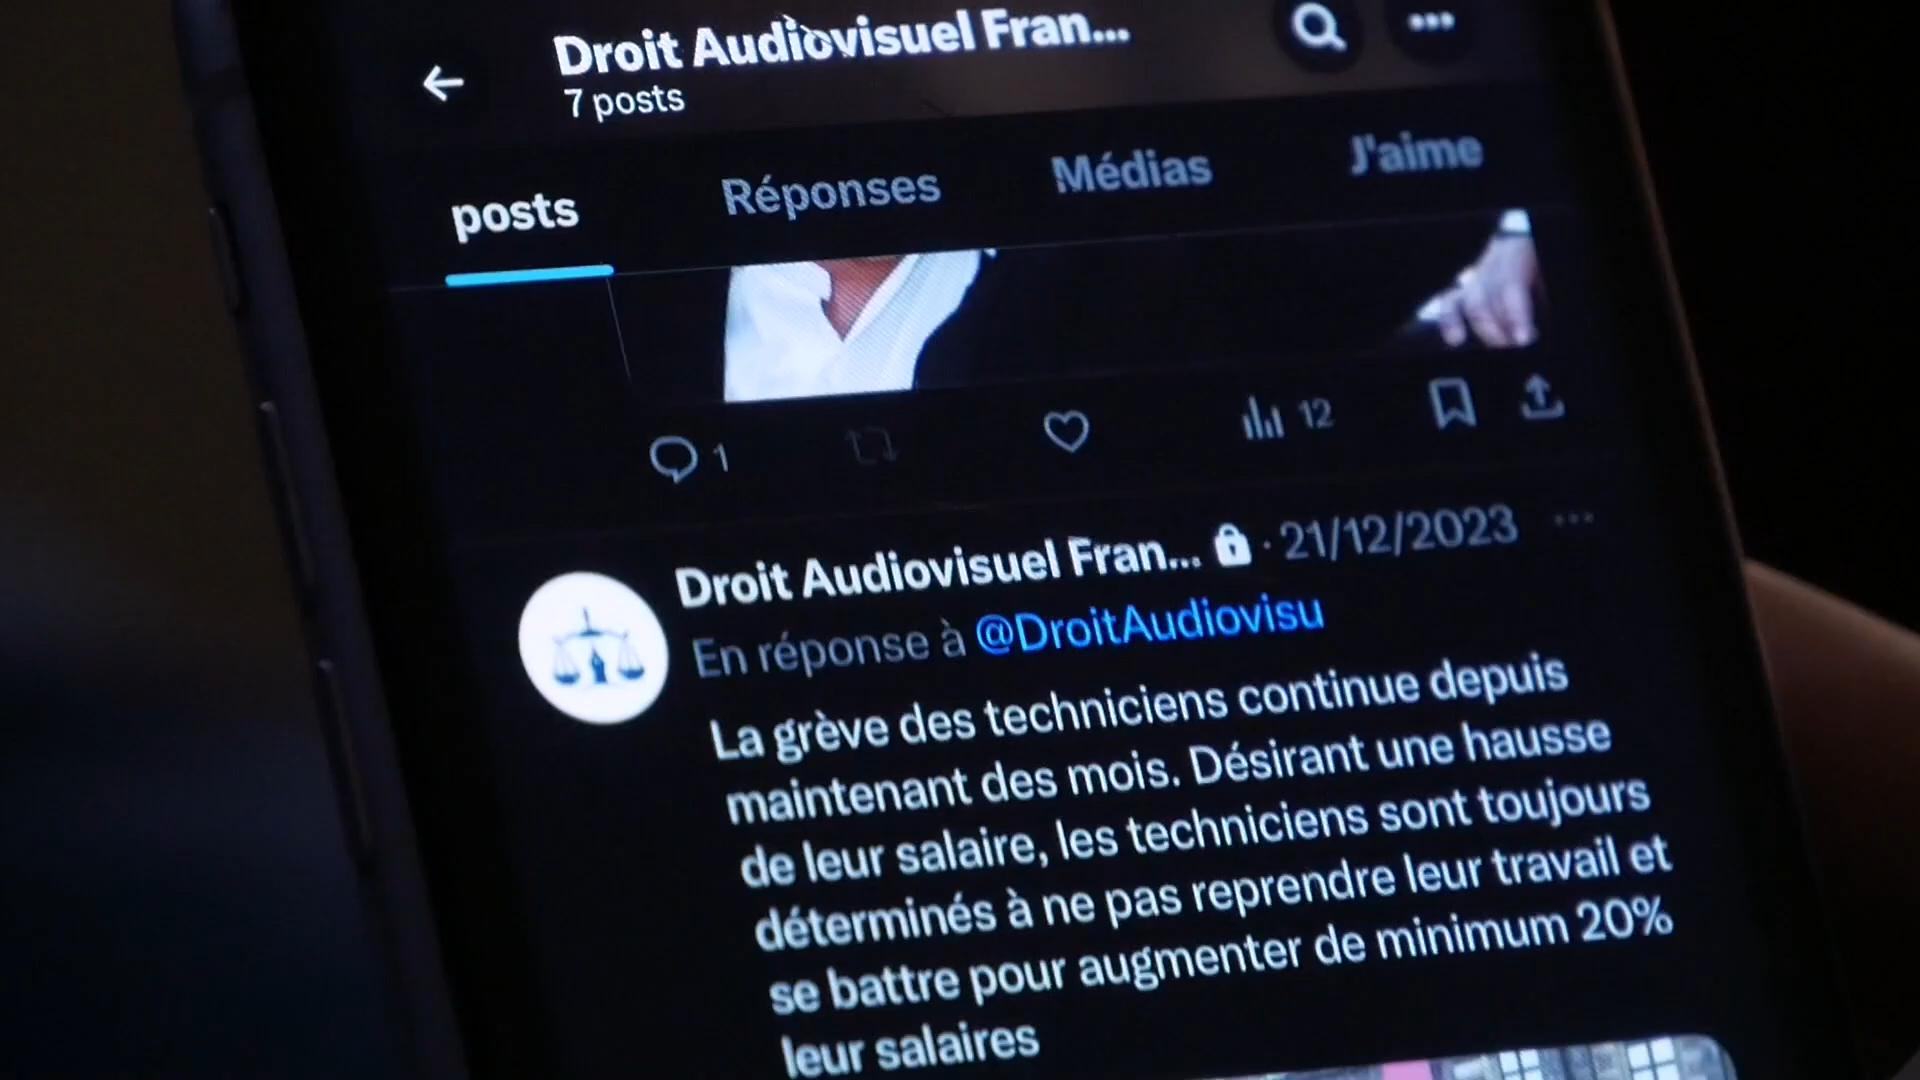 Droit Audiovisuel Fran...
7 posts
posts
Réponses
Médias
J'aime
1
12
Droit Audiovisuel Fran... · 21/12/2023
En réponse à @DroitAudiovisu
La grève des techniciens continue depuis
maintenant des mois. Désirant une hausse
de leur salaire, les techniciens sont toujours
déterminés à ne pas reprendre leur travail et
se battre pour augmenter de minimum 20%
leur salaires